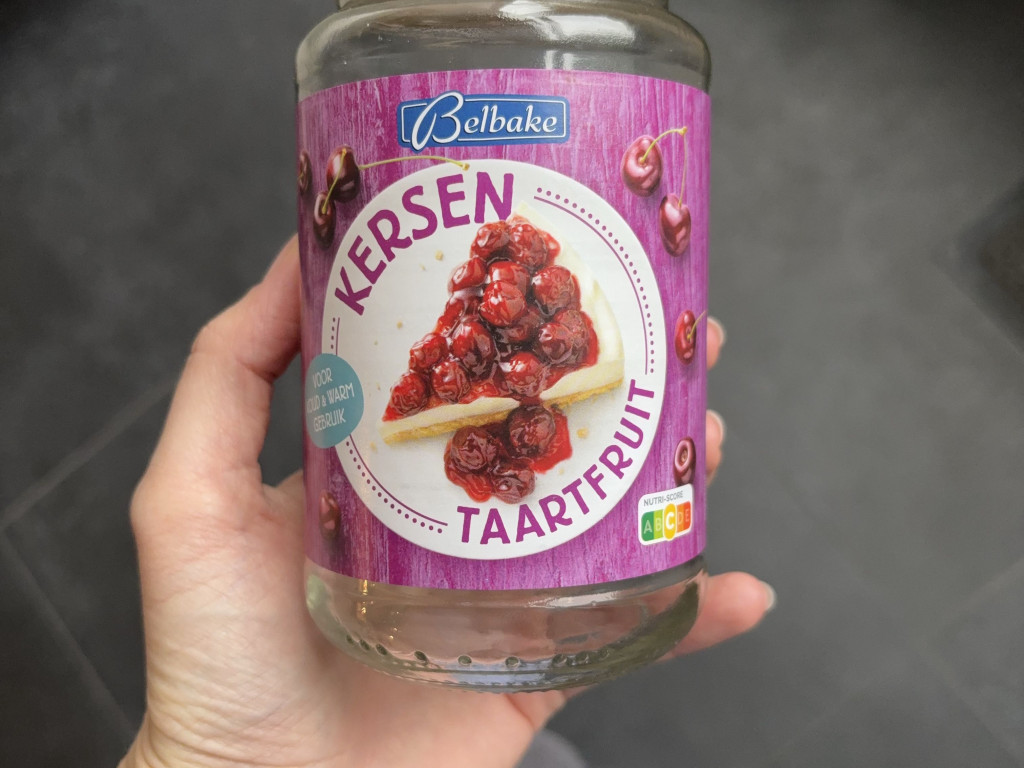 Belbake
KERSEN
TAARTFRUIT
VOOR
KOUD & WARM
GEBRUIK
NUTRI-SCORE
A B C D E